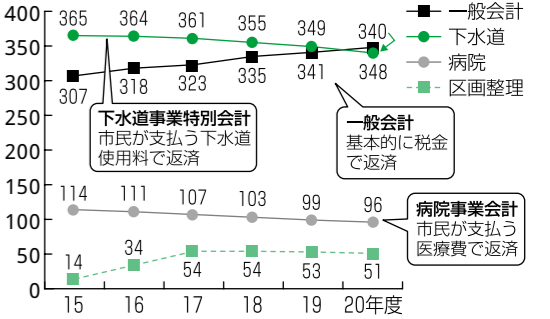 400
350
300
250
200
150
100
50
0
365 364 361 355 349 340
307 318 323 335 341 348
一般会計
下水道
病院
区画整理
下水道事業特別会計
市民が支払う下水道
使用料で返済
一般会計
基本的に税金
で返済
114 111 107 103 99 96
病院事業会計
市民が支払う
医療費で返済
14 34 54 54 53 51
15 16 17 18 19 20年度